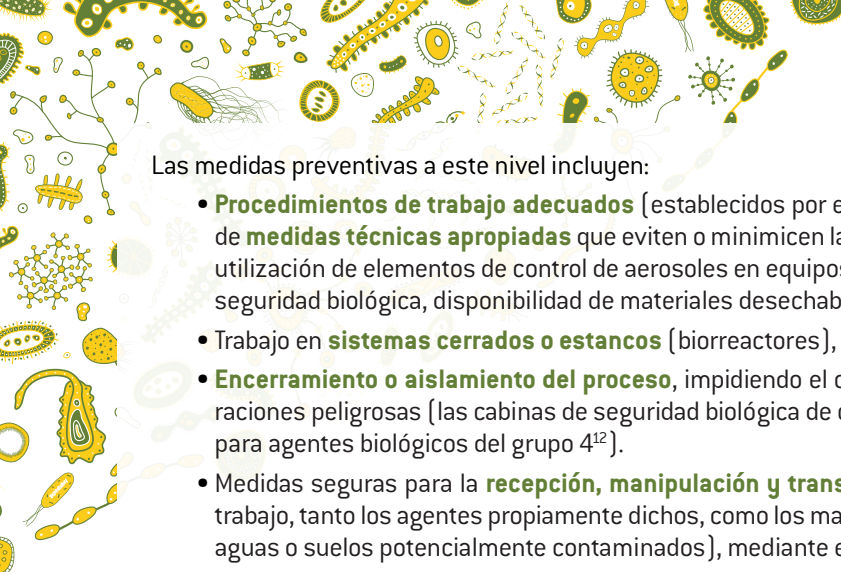 Las medidas preventivas a este nivel incluyen:
• Procedimientos de trabajo adecuados (establecidos por e
de medidas técnicas apropiadas que eviten o minimicen la
utilización de elementos de control de aerosoles en equipos
seguridad biológica, disponibilidad de materiales desechab
• Trabajo en sistemas cerrados o estancos (biorreactores),
• Encerramiento o aislamiento del proceso, impidiendo el
raciones peligrosas (las cabinas de seguridad biológica de
para agentes biológicos del grupo 4¹²).
• Medidas seguras para la recepción, manipulación y trans
trabajo, tanto los agentes propiamente dichos, como los ma
aguas o suelos potencialmente contaminados), mediante e